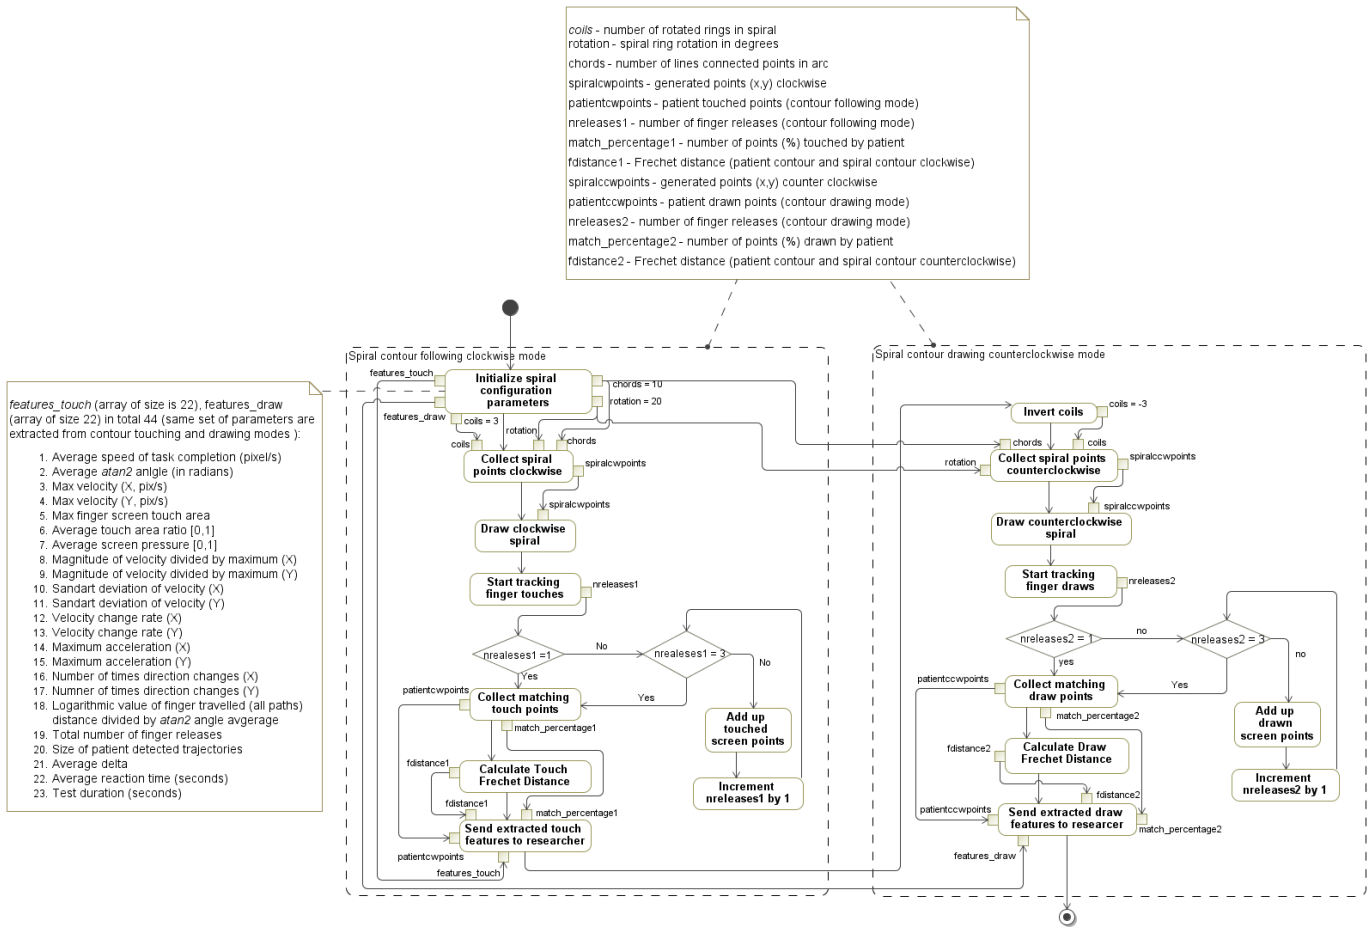 coils - number of rotated rings in spiral
rotation - spiral ring rotation in degrees
chords - number of lines connected points in arc
spiralcwpoints - generated points (x,y) clockwise
patientcwpoints - patient touched points (contour following mode)
nreleases1 - number of finger releases (contour following mode)
match_percentage1 - number of points (%) touched by patient
fdistance1 - Frechet distance (patient contour and spiral contour clockwise)
spiralccwpoints - generated points (x,y) counter clockwise
patientccwpoints - patient drawn points (contour drawing mode)
nreleases2 - number of finger releases (contour drawing mode)
match_percentage2 - number of points (%) drawn by patient
fdistance2 - Frechet distance (patient contour and spiral contour counterclockwise)
features_touch (array of size is 22), features_draw
(array of size 22) in total 44 (same set of parameters are
extracted from contour touching and drawing modes ):
1. Average speed of task completion (pixel/s)
2. Average atan2 anlgle (in radians)
3. Max velocity (X, pix/s)
4. Max velocity (Y, pix/s)
5. Max finger screen touch area
6. Average touch area ratio [0,1]
7. Average screen pressure [0,1]
8. Magnitude of velocity divided by maximum (X)
9. Magnitude of velocity divided by maximum (Y)
10. Sandart deviation of velocity (X)
11. Sandart deviation of velocity (Y)
12. Velocity change rate (X)
13. Velocity change rate (Y)
14. Maximum acceleration (X)
15. Maximum acceleration (Y)
16. Number of times direction changes (X)
17. Numner of times direction changes (Y)
18. Logarithmic value of finger travelled (all paths)
distance divided by atan2 angle avgerage
19. Total number of finger releases
20. Size of patient detected trajectories
21. Average delta
22. Average reaction time (seconds)
23. Test duration (seconds)
Spiral contour following clockwise mode
features_touch
Initialize spiral
configuration
parameters
chords = 10
rotation = 20
features_draw
coils = 3
rotation
coils
chords
Collect spiral
points clockwise
spiralcwpoints
spiralcwpoints
Draw clockwise
spiral
Start tracking
finger touches
nreleases1
nrealeses1 =1
No
nreleases1 = 3
No
Yes
Yes
patientcwpoints
Collect matching
touch points
match_percentage1
Add up
touched
screen points
fdistance1
Calculate Touch
Frechet Distance
Increment
nreleases1 by 1
fdistance1
match_percentage1
Send extracted touch
features to researcher
patientcwpoints
features_touch
Spiral contour drawing counterclockwise mode
Invert coils
coils = -3
chords
coils
rotation
Collect spiral points
counterclockwise
spiralccwpoints
spiralccwpoints
Draw counterclockwise
spiral
Start tracking
finger draws
nreleases2
nreleases2 = 1
no
nreleases2 = 3
no
yes
Yes
patientccwpoints
Collect matching
draw points
match_percentage2
Add up
drawn
screen points
fdistance2
Calculate Draw
Frechet Distance
Increment
nreleases2 by 1
fdistance2
patientccwpoints
Send extracted draw
features to researcer
match_percentage2
features_draw